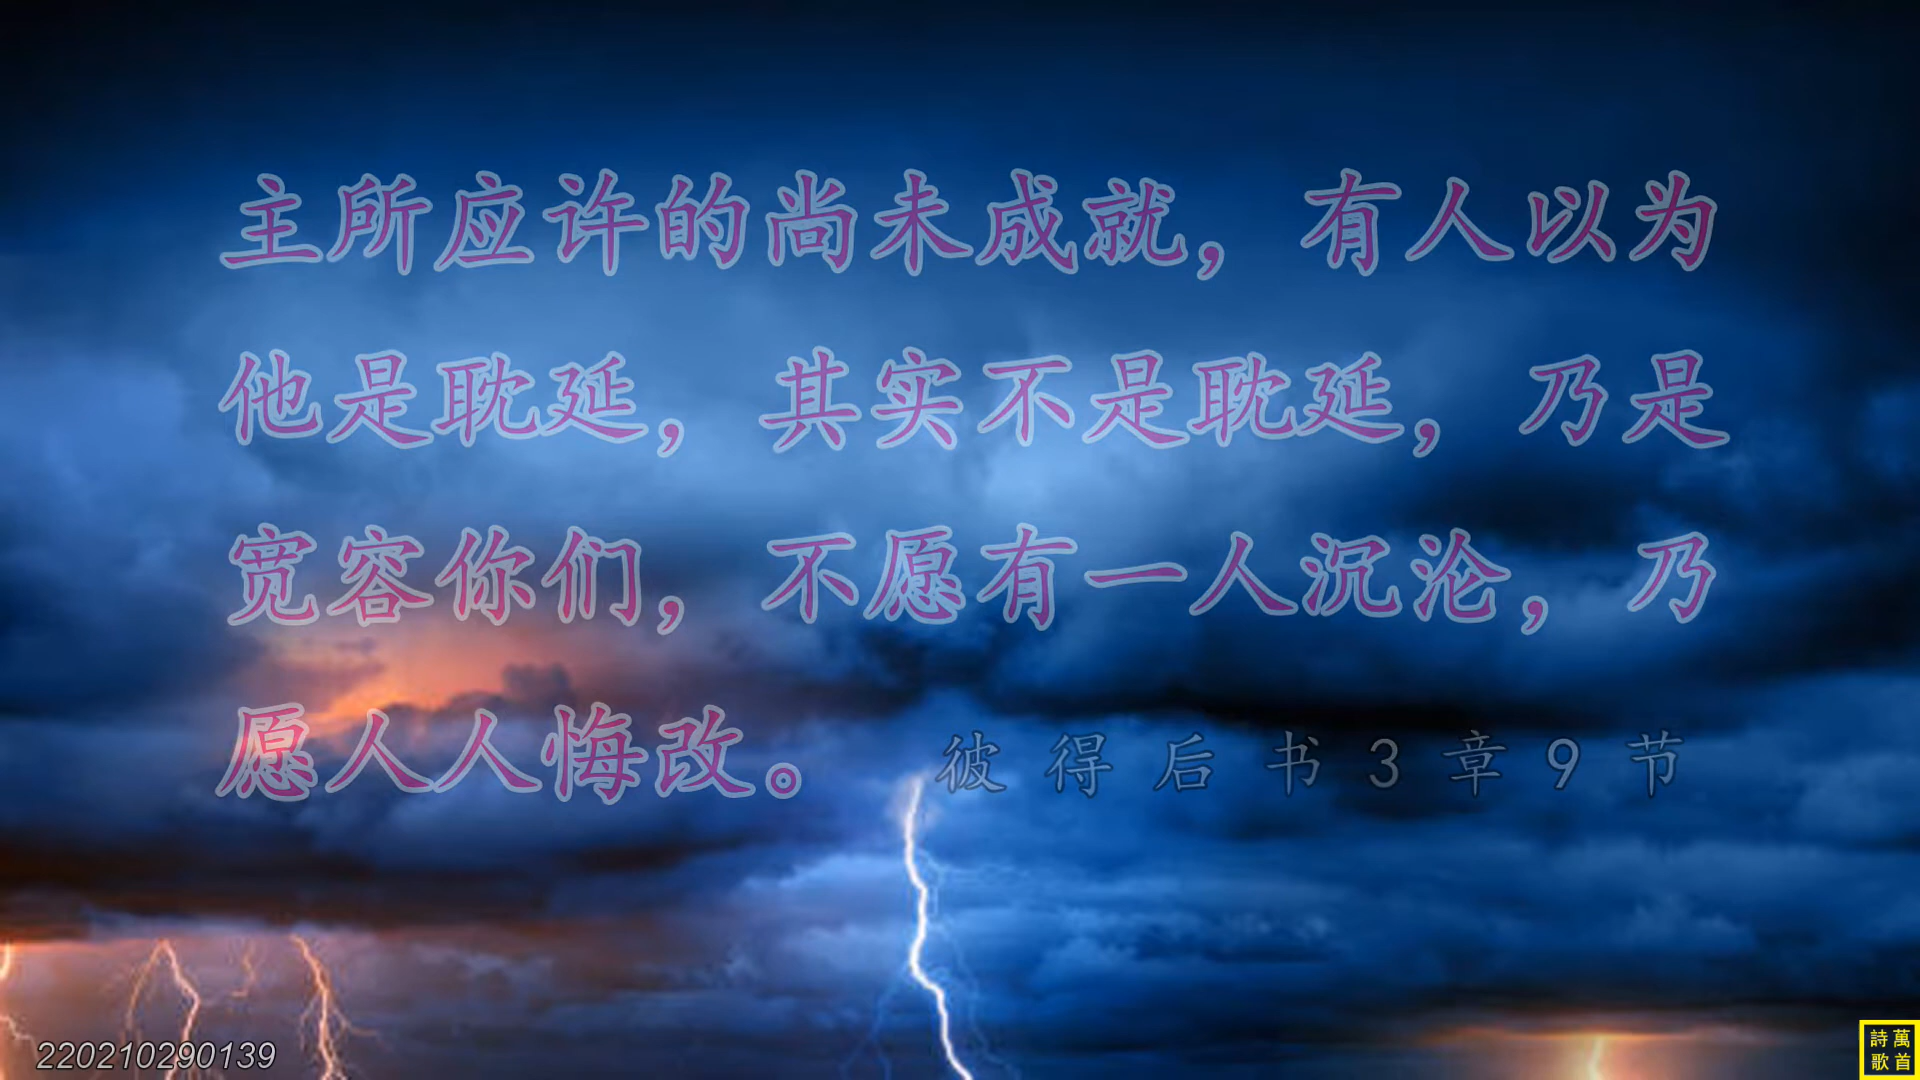 主所应许的尚未成就，有人以为
他是耽延，其实不是耽延，乃是
宽容你们，不愿有一人沉沦，乃
愿人人悔改。 彼得后书3章9节
220210290139
萬首
詩歌